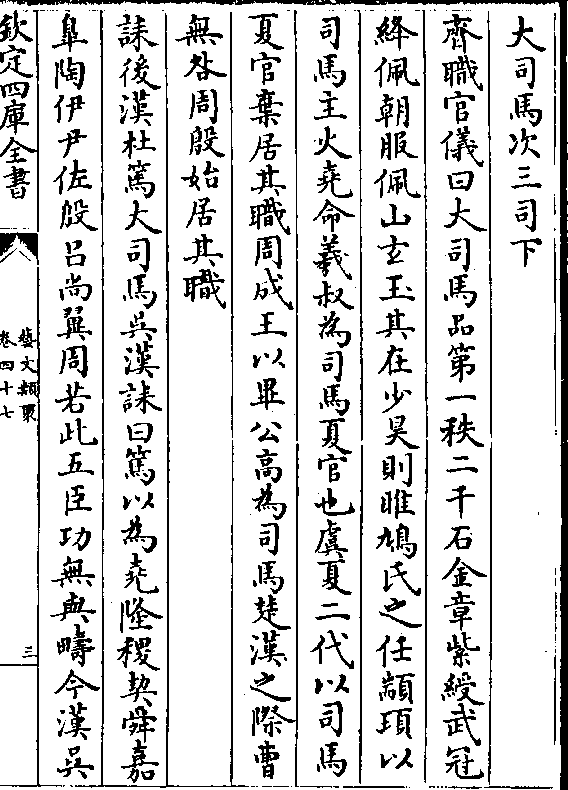 大司馬次三司下
齊職官儀曰大司馬品第一秩二千石金章紫綬武冠
絳佩朝服佩山玄玉其在少昊則睢鳩氏之任顓頊以
司馬主火堯命羲叔為司馬夏官也虞夏二代以司馬
夏官棄居其職周成王以畢公高為司馬楚漢之際曹
無咎周殷始居其職
誄後漢杜篤大司馬吳漢誄曰篤以為堯隆稷契舜嘉
臯陶伊尹佐殷呂尚翼周若此五臣功無與疇今漢吳
欽定四庫全書
藝文類聚
卷四十七
三